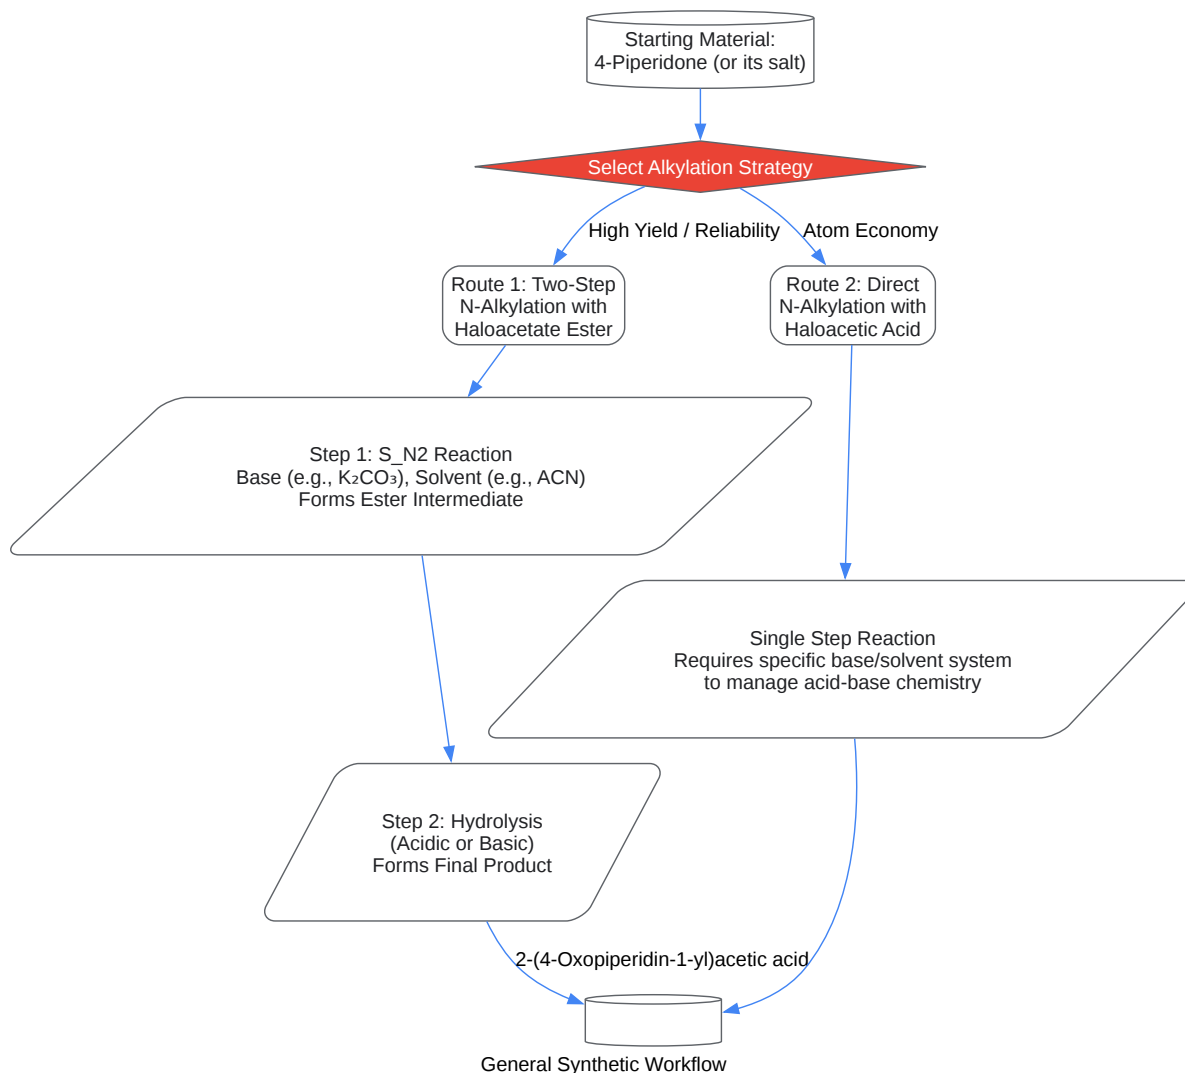 Starting Material:
4-Piperidone (or its salt)
Select Alkylation Strategy
High Yield / Reliability
Atom Economy
Route 1: Two-Step
N-Alkylation with
Haloacetate Ester
Route 2: Direct
N-Alkylation with
Haloacetic Acid
Step 1: S_N2 Reaction
Base (e.g., K₂CO₃), Solvent (e.g., ACN)
Forms Ester Intermediate
Single Step Reaction
Requires specific base/solvent system
to manage acid-base chemistry
Step 2: Hydrolysis
(Acidic or Basic)
Forms Final Product
2-(4-Oxopiperidin-1-yl)acetic acid
General Synthetic Workflow